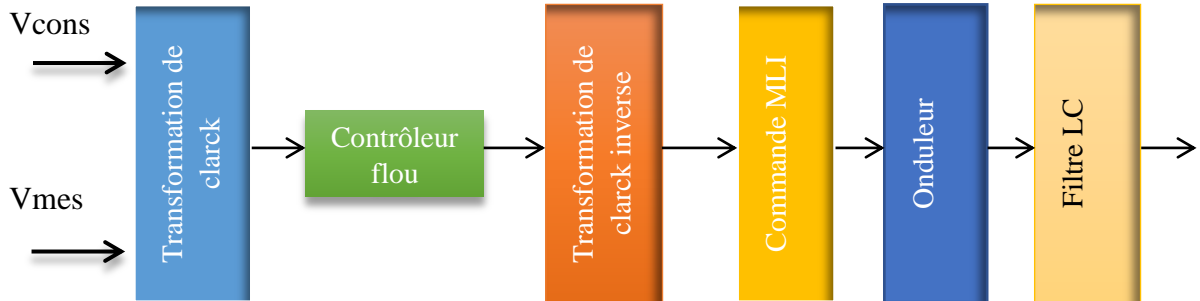 Vcons
Vmes
Transformation de
clarck
Contrôleur
flou
Transformation de
clarck inverse
Commande MLI
Onduleur
Filtre LC